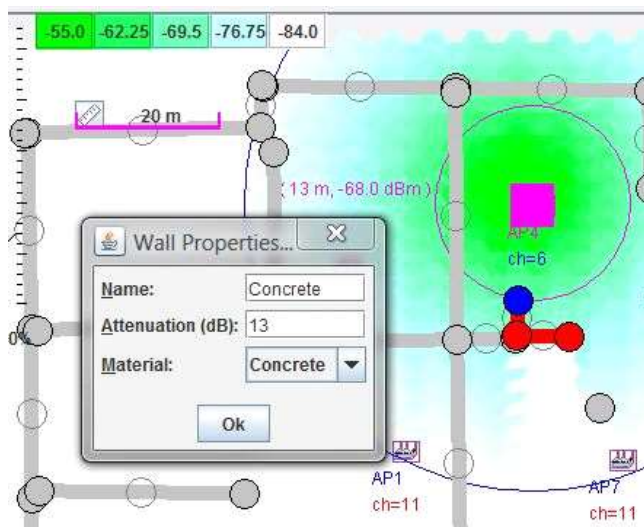 -55.0 -62.25 -69.5 -76.75 -84.0
20 m
( 13 m, -68.0 dBm )
AP4
ch=6
Wall Properties...
Name: Concrete
Attenuation (dB): 13
Material: Concrete
Ok
AP1
ch=11
AP7
ch=11